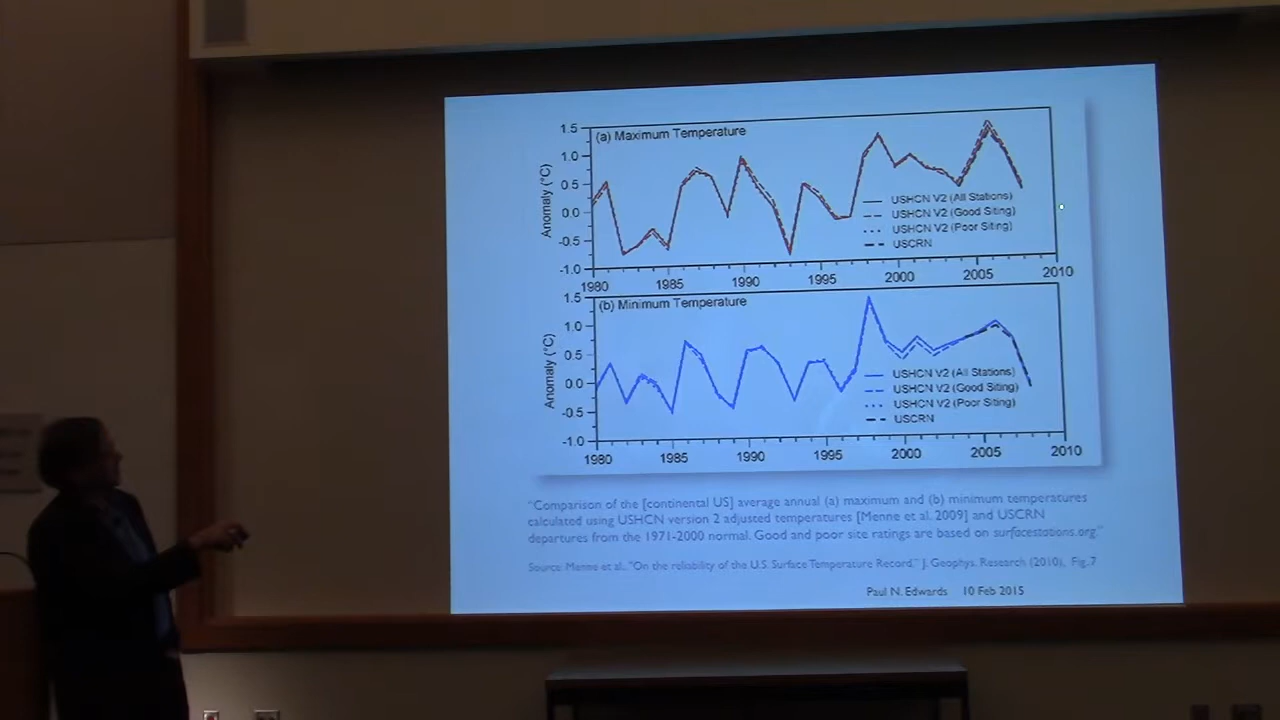 (a) Maximum Temperature
Anomaly (°C)
1.5
1.0
0.5
0.0
-0.5
-1.0
USHCN V2 (All Stations)
USHCN V2 (Good Siting)
USHCN V2 (Poor Siting)
USCRN
1980 1985 1990 1995 2000 2005 2010
(b) Minimum Temperature
Anomaly (°C)
1.5
1.0
0.5
0.0
-0.5
-1.0
USHCN V2 (All Stations)
USHCN V2 (Good Siting)
USHCN V2 (Poor Siting)
USCRN
1980 1985 1990 1995 2000 2005 2010
"Comparison of the [continental US] average annual (a) maximum and (b) minimum temperatures
calculated using USHCN version 2 adjusted temperatures [Menne et al. 2009] and USCRN
departures from the 1971-2000 normal. Good and poor site ratings are based on surfacestations.org."
Source: Menne et al., "On the reliability of the U.S. Surface Temperature Record," J. Geophys. Research (2010), Fig. 7
Paul N. Edwards 10 Feb 2015